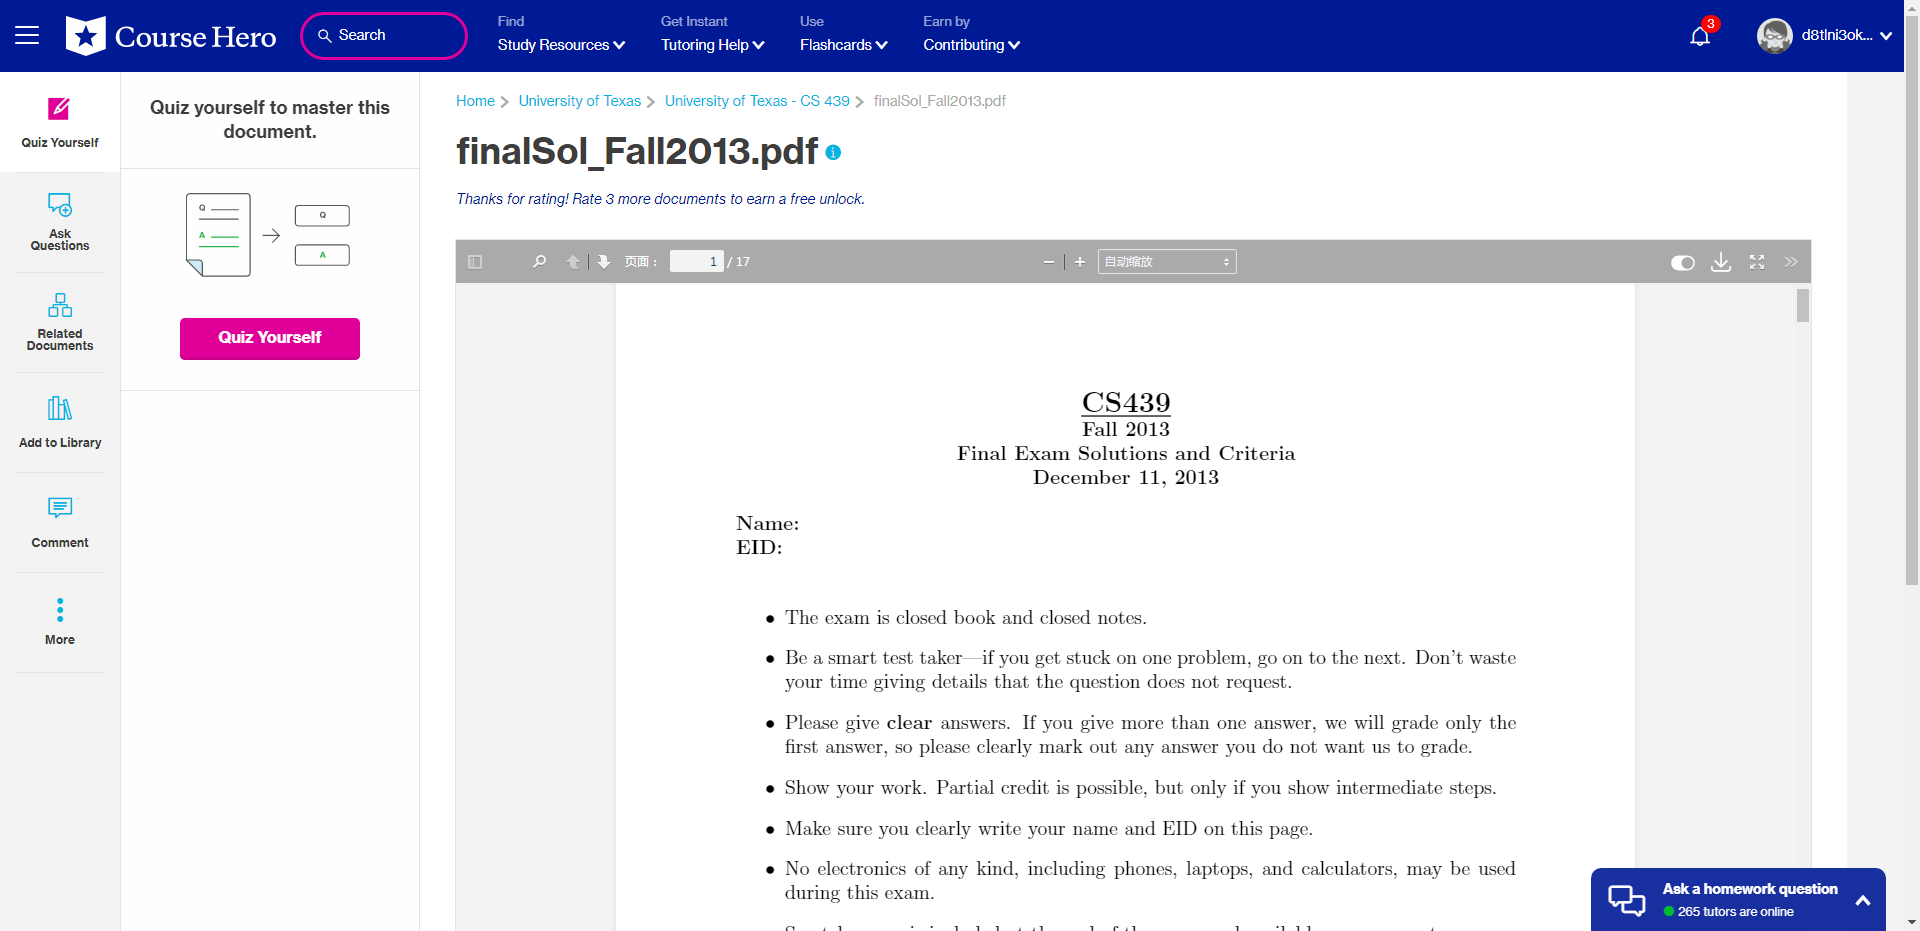 Course Hero
Search
Find
Study Resources
Get Instant
Tutoring Help
Use
Flashcards
Earn by
Contributing
3
d8tlni3ok...
Quiz Yourself
Ask
Questions
Related
Documents
Add to Library
Comment
More
Quiz yourself to master this
document.
Q
A
Q
A
Quiz Yourself
Home > University of Texas > University of Texas - CS 439 > finalSol_Fall2013.pdf
finalSol_Fall2013.pdf
Thanks for rating! Rate 3 more documents to earn a free unlock.
页面： 1 / 17
自动缩放
CS439
Fall 2013
Final Exam Solutions and Criteria
December 11, 2013
Name:
EID:
• The exam is closed book and closed notes.
• Be a smart test taker—if you get stuck on one problem, go on to the next. Don't waste
your time giving details that the question does not request.
• Please give clear answers. If you give more than one answer, we will grade only the
first answer, so please clearly mark out any answer you do not want us to grade.
• Show your work. Partial credit is possible, but only if you show intermediate steps.
• Make sure you clearly write your name and EID on this page.
• No electronics of any kind, including phones, laptops, and calculators, may be used
during this exam.
Ask a homework question
265 tutors are online